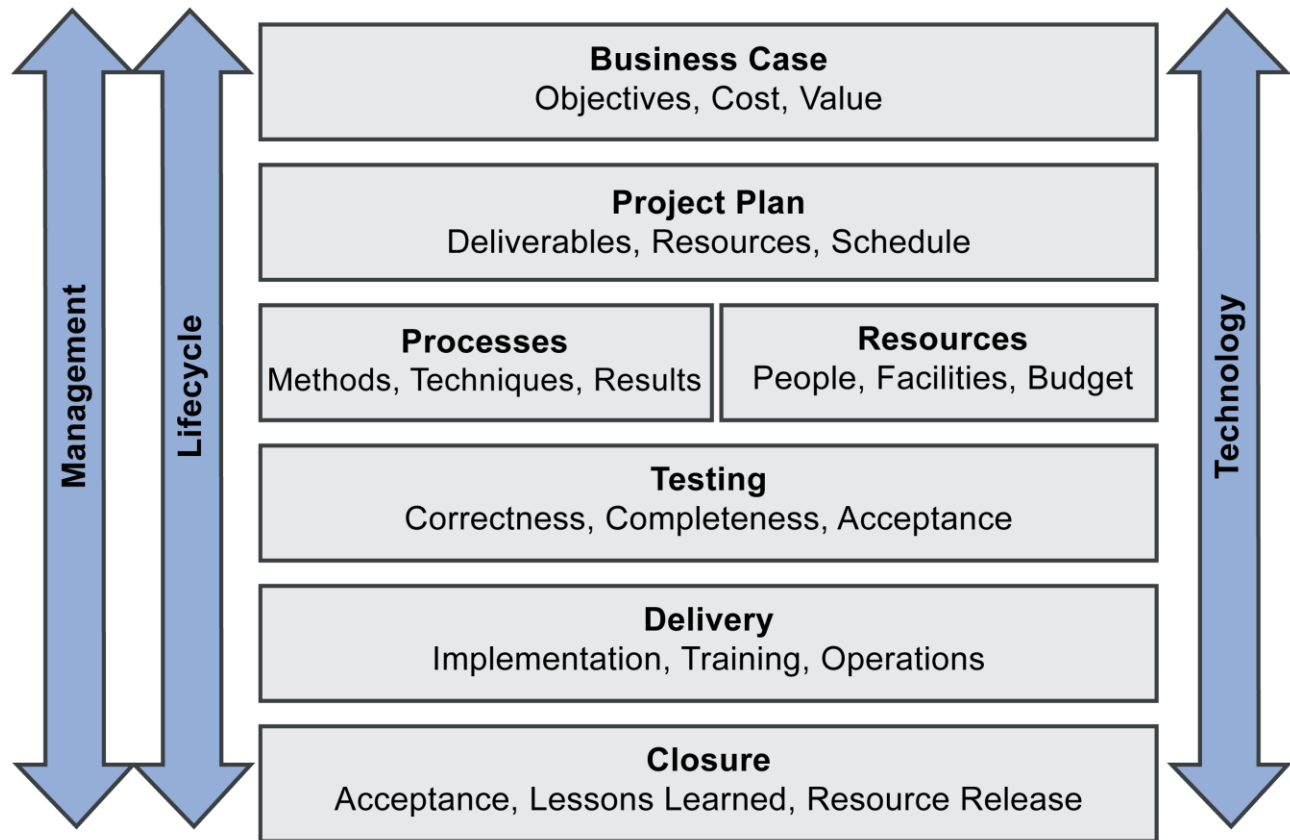 Management
Lifecycle
Business Case
Objectives, Cost, Value
Project Plan
Deliverables, Resources, Schedule
Processes
Methods, Techniques, Results
Resources
People, Facilities, Budget
Testing
Correctness, Completeness, Acceptance
Delivery
Implementation, Training, Operations
Closure
Acceptance, Lessons Learned, Resource Release
Technology